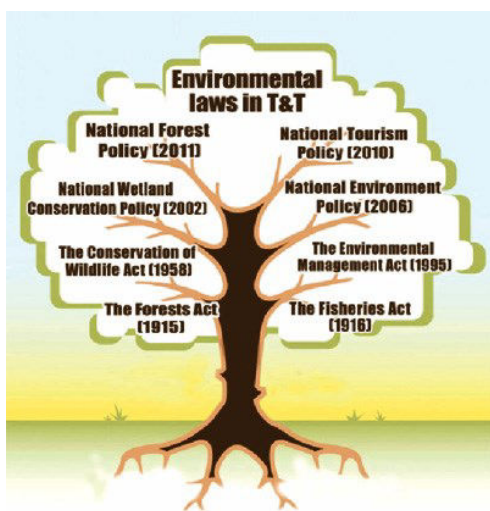 Environmental
laws in T&T
National Forest
Policy (2011)
National Tourism
Policy (2010)
National Wetland
Conservation Policy (2002)
National Environment
Policy (2006)
The Conservation of
Wildlife Act (1958)
The Environmental
Management Act (1995)
The Forests Act
(1915)
The Fisheries Act
(1916)